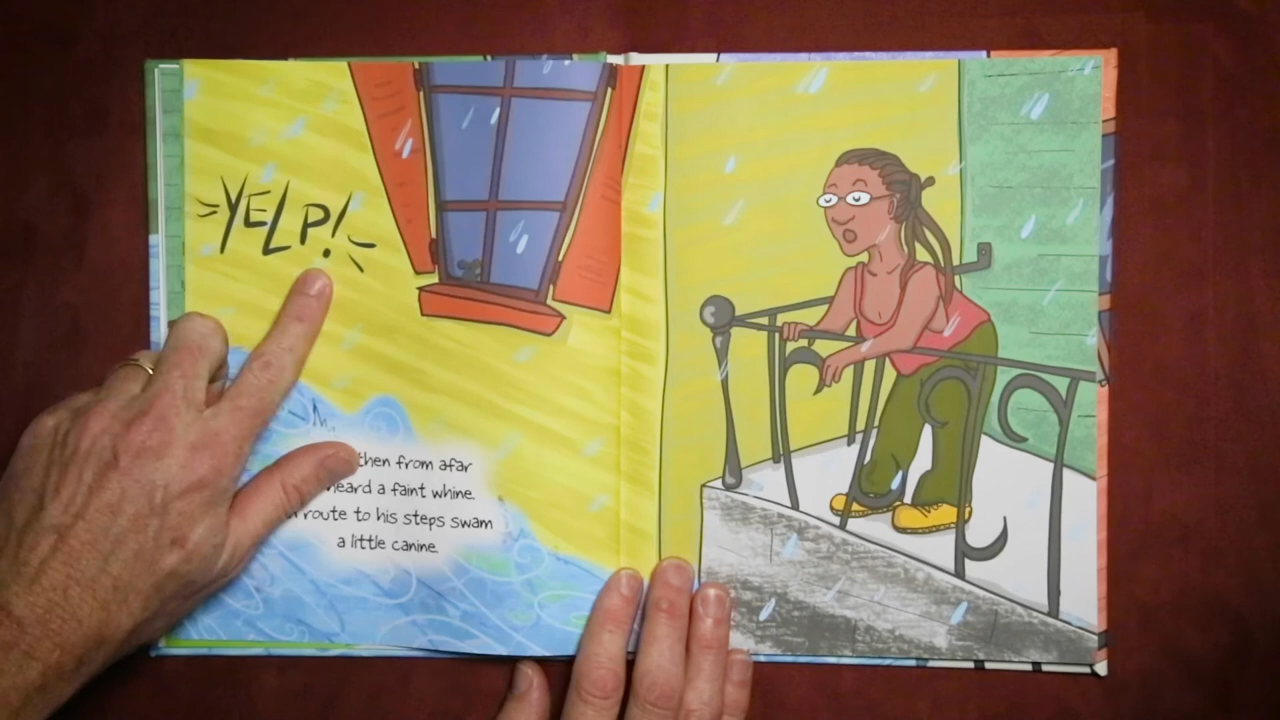 YELP!
then from afar
heard a faint whine.
route to his steps swam
a little canine.